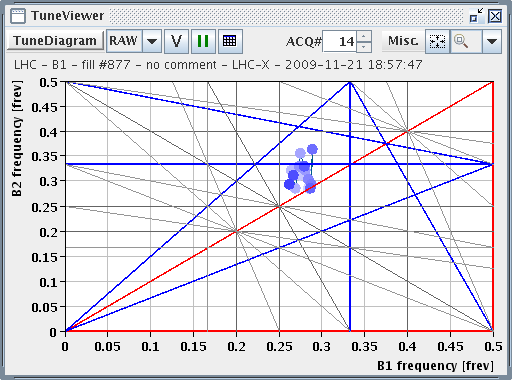 TuneViewer
TuneDiagram RAW V ACQ# 14 Misc.
LHC - B1 - fill #877 - no comment - LHC-X - 2009-11-21 18:57:47
B2 frequency [frev]
0.5
0.45
0.4
0.35
0.3
0.25
0.2
0.15
0.1
0.05
0
0 0.05 0.1 0.15 0.2 0.25 0.3 0.35 0.4 0.45 0.5
B1 frequency [frev]